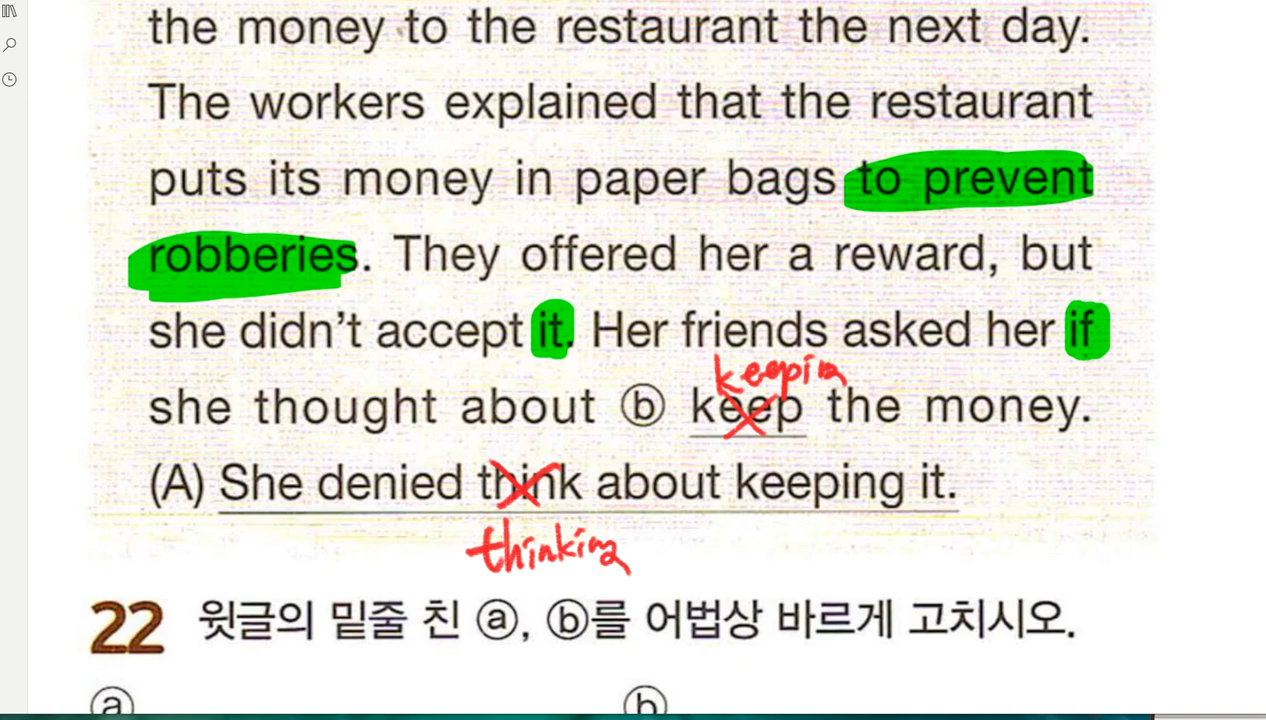 the money to the restaurant the next day.
The workers explained that the restaurant
puts its money in paper bags to prevent
robberies. They offered her a reward, but
she didn't accept it. Her friends asked her if
keeping
she thought about ⓑ keep the money.
(A) She denied think about keeping it.
thinking
22 윗글의 밑줄 친 ⓐ, ⓑ를 어법상 바르게 고치시오.
ⓐ ⓑ